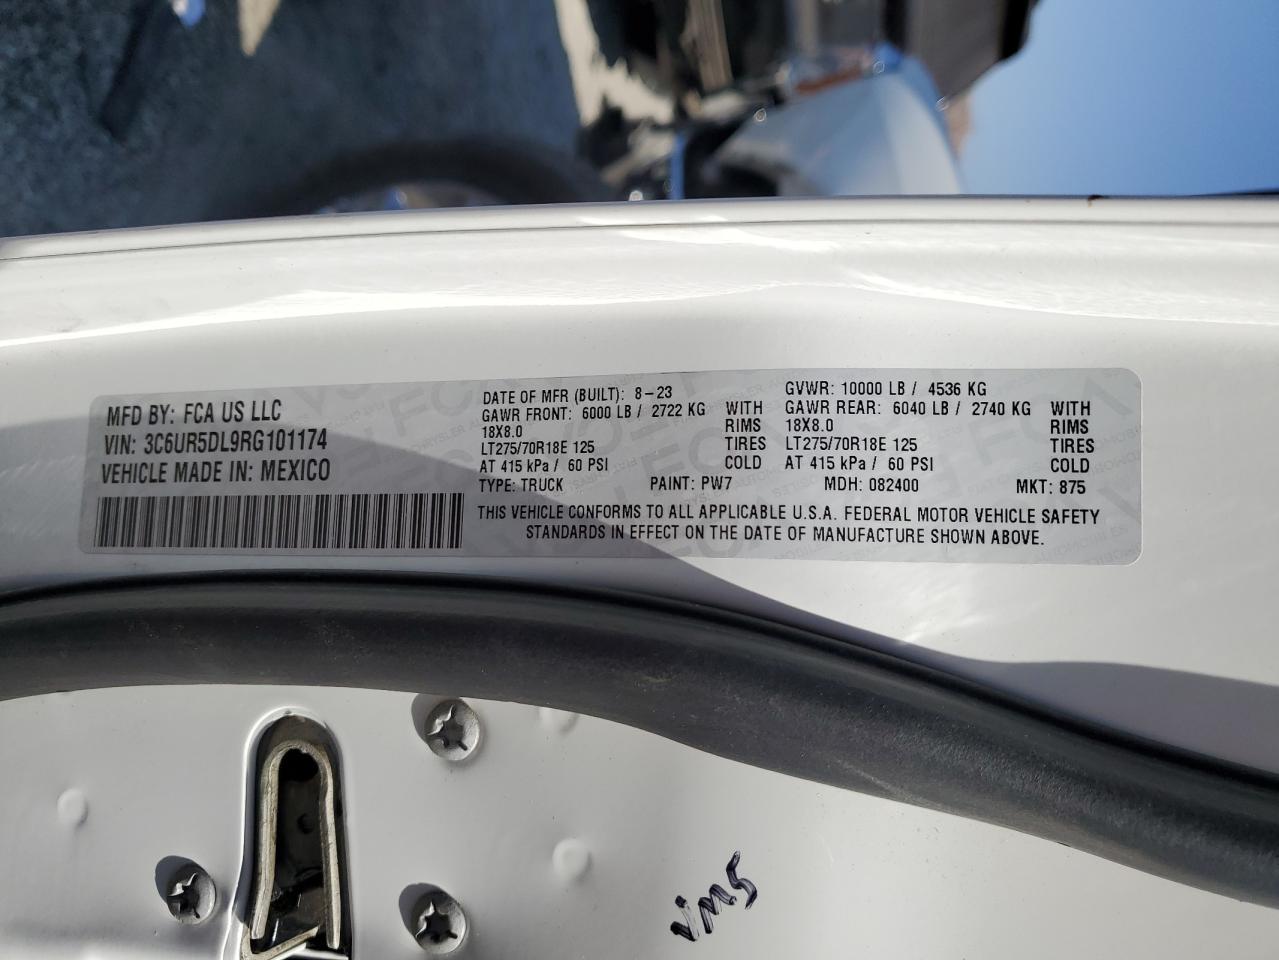 MFD BY: FCA US LLC
VIN: 3C6UR5DL9RG101174
VEHICLE MADE IN: MEXICO
DATE OF MFR (BUILT): 8-23
GAWR FRONT: 6000 LB / 2722 KG WITH
18X8.0 RIMS
LT275/70R18E 125 TIRES
AT 415 kPa / 60 PSI COLD
GVWR: 10000 LB / 4536 KG
GAWR REAR: 6040 LB / 2740 KG WITH
18X8.0 RIMS
LT275/70R18E 125 TIRES
AT 415 kPa / 60 PSI COLD
TYPE: TRUCK PAINT: PW7 MDH: 082400 MKT: 875
THIS VEHICLE CONFORMS TO ALL APPLICABLE U.S.A. FEDERAL MOTOR VEHICLE SAFETY
STANDARDS IN EFFECT ON THE DATE OF MANUFACTURE SHOWN ABOVE.